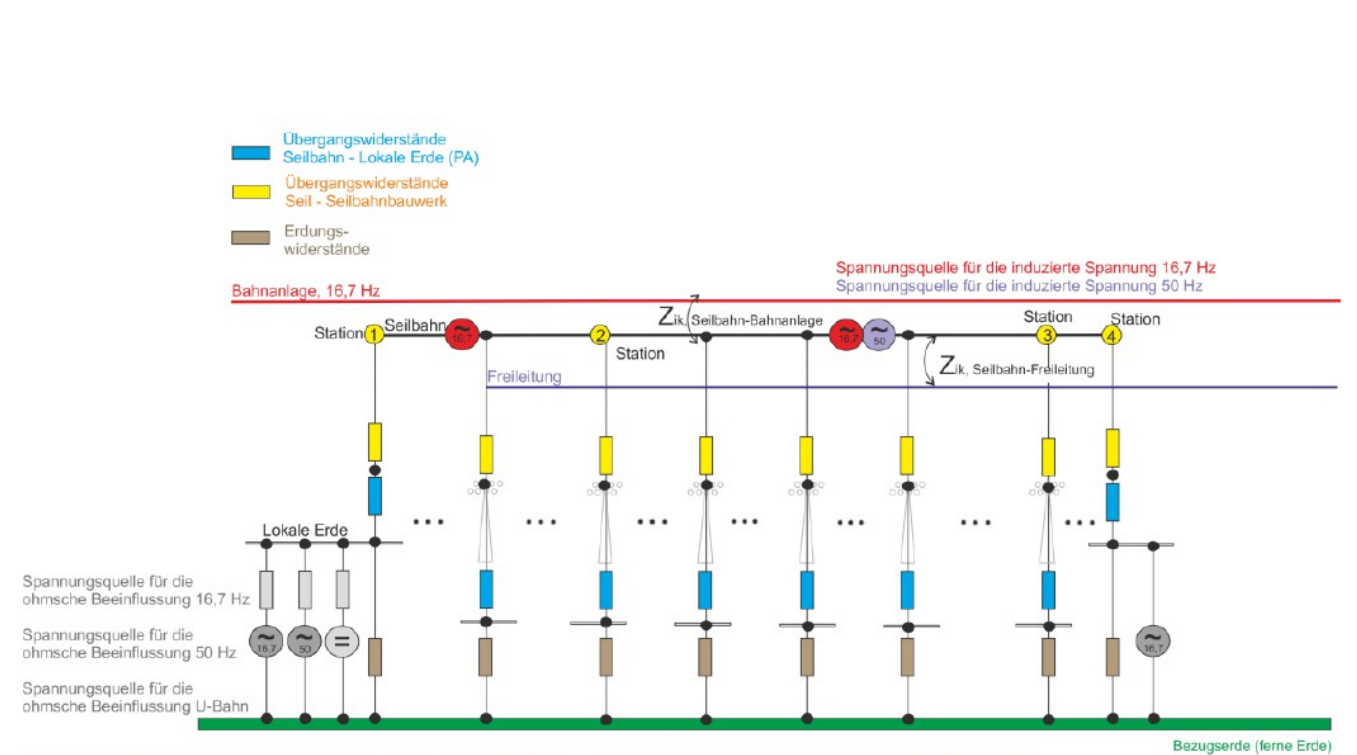 Übergangswiderstände
Seilbahn - Lokale Erde (PA)
Übergangswiderstände
Seil - Seilbahnbauwerk
Erdungs-
widerstände
Spannungsquelle für die induzierte Spannung 16,7 Hz
Spannungsquelle für die induzierte Spannung 50 Hz
Bahnanlage, 16,7 Hz
Station 1
Seilbahn
~ 16,7
2
Station
Zik, Seilbahn-Bahnanlage
~ 16,7
~ 50
Station
3
Station
4
Zik, Seilbahn-Freileitung
Freileitung
... ... ... ... ... ... ...
Lokale Erde
Spannungsquelle für die
ohmsche Beeinflussung 16,7 Hz
Spannungsquelle für die
ohmsche Beeinflussung 50 Hz
Spannungsquelle für die
ohmsche Beeinflussung U-Bahn
~ 16,7
~ 50
=
~ 16,7
Bezugserde (ferne Erde)